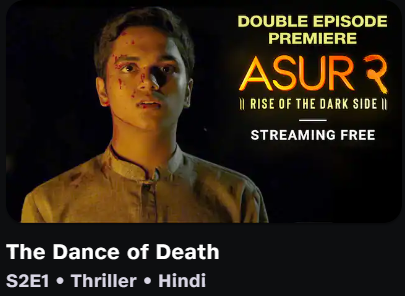 DOUBLE EPISODE
PREMIERE
ASUR २
|| RISE OF THE DARK SIDE ||
STREAMING FREE
The Dance of Death
S2E1 • Thriller • Hindi